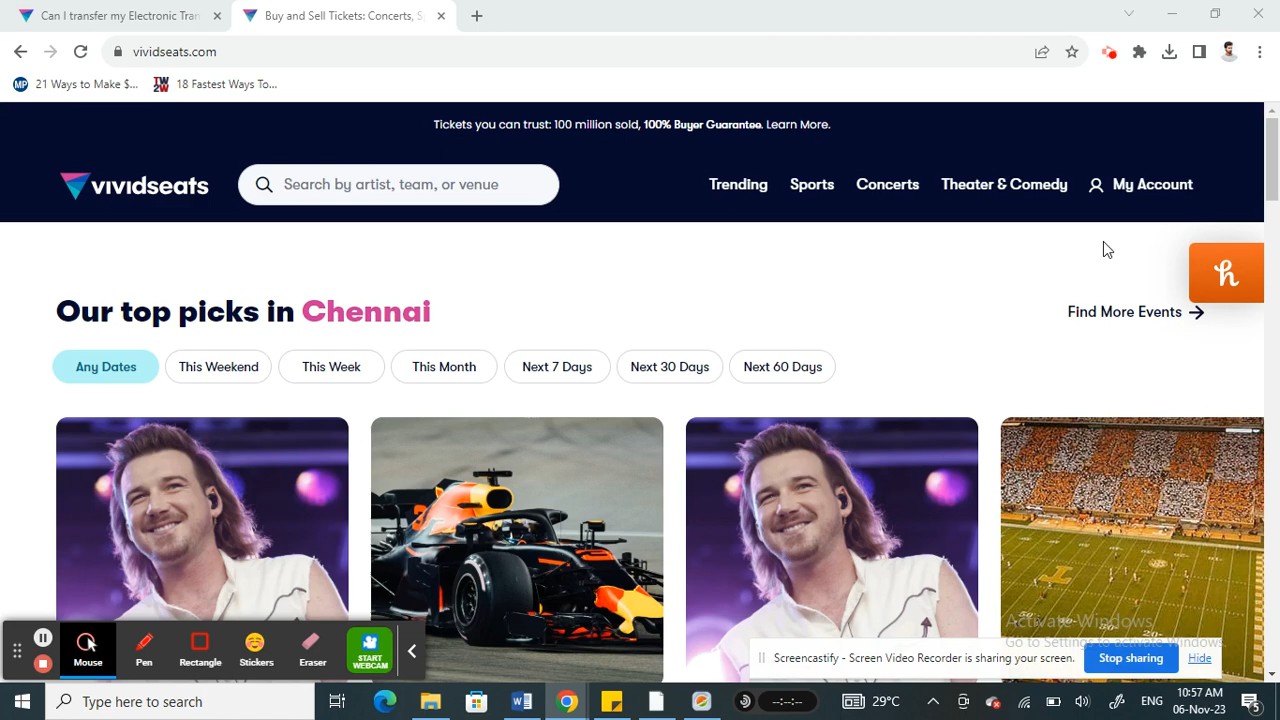 Can I transfer my Electronic Tran
Buy and Sell Tickets: Concerts, Sp
vividseats.com
MP 21 Ways to Make $...
TW 2W 18 Fastest Ways To...
Tickets you can trust: 100 million sold, 100% Buyer Guarantee. Learn More.
vividseats
Search by artist, team, or venue
Trending
Sports
Concerts
Theater & Comedy
My Account
h
Our top picks in Chennai
Find More Events
Any Dates
This Weekend
This Week
This Month
Next 7 Days
Next 30 Days
Next 60 Days
Activate Windows
Go to Settings to activate Windows.
Mouse
Pen
Rectangle
Stickers
Eraser
START
WEBCAM
Screencastify - Screen Video Recorder is sharing your screen.
Stop sharing
Hide
Type here to search
--:--:--
29°C
ENG
10:57 AM
06-Nov-23
5